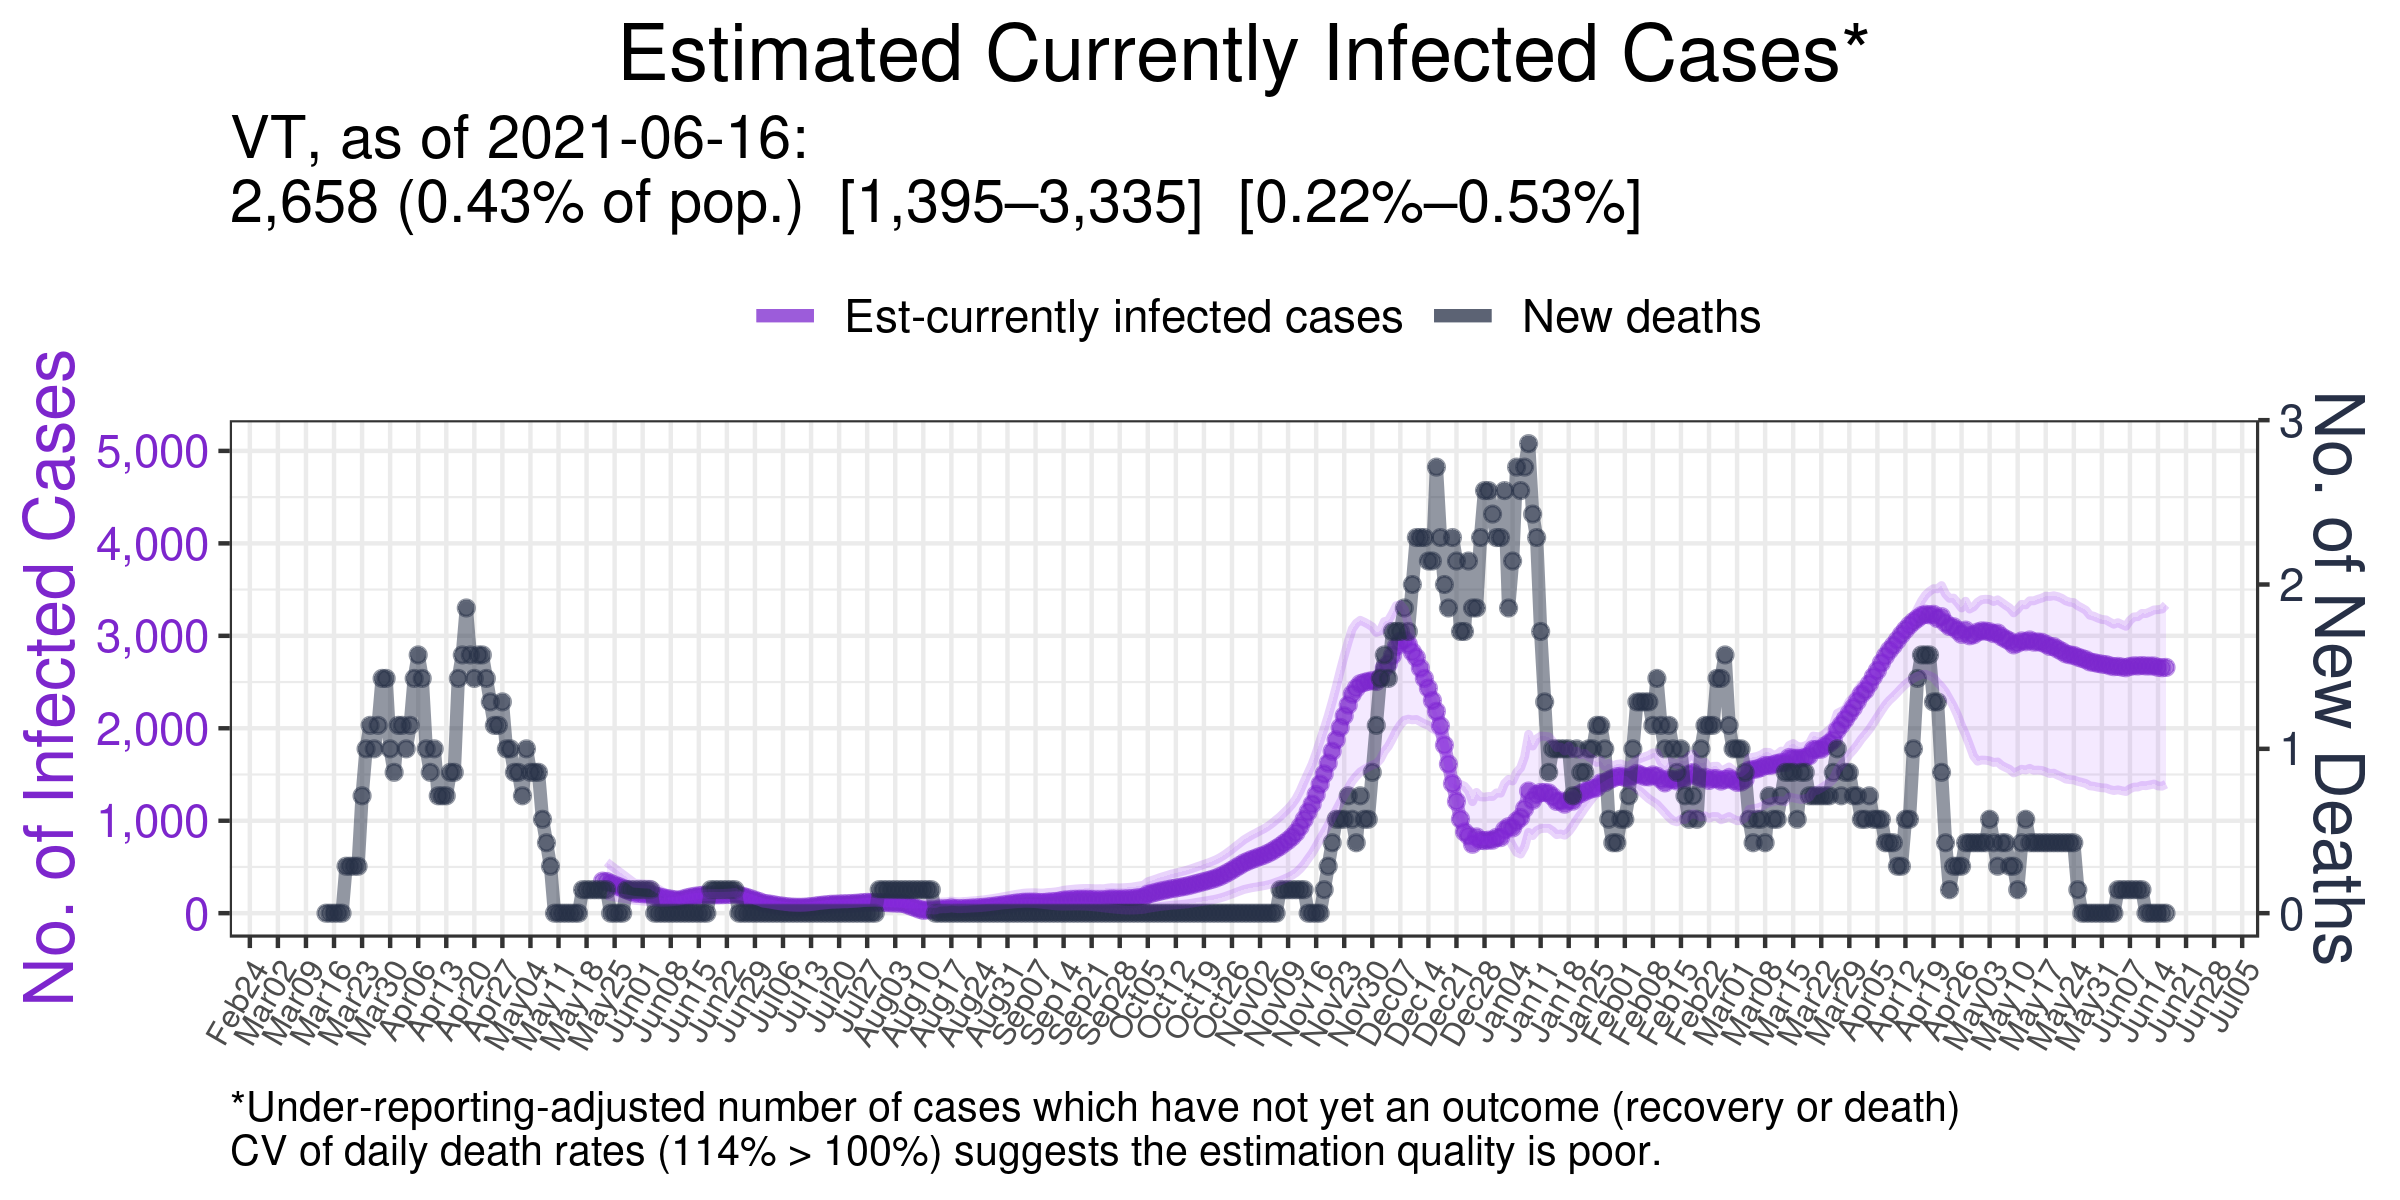 Estimated Currently Infected Cases*
VT, as of 2021-06-16:
2,658 (0.43% of pop.) [1,395–3,335] [0.22%–0.53%]
Est-currently infected cases New deaths
No. of Infected Cases
5,000
4,000
3,000
2,000
1,000
0
3
2
1
0
No. of New Deaths
Feb24 Mar02 Mar09 Mar16 Mar23 Mar30 Apr06 Apr13 Apr20 Apr27 May04 May11 May18 May25 Jun01 Jun08 Jun15 Jun22 Jun29 Jul06 Jul13 Jul20 Jul27 Aug03 Aug10 Aug17 Aug24 Aug31 Sep07 Sep14 Sep21 Sep28 Oct05 Oct12 Oct19 Oct26 Nov02 Nov09 Nov16 Nov23 Nov30 Dec07 Dec14 Dec21 Dec28 Jan04 Jan11 Jan18 Jan25 Feb01 Feb08 Feb15 Feb22 Mar01 Mar08 Mar15 Mar22 Mar29 Apr05 Apr12 Apr19 Apr26 May03 May10 May17 May24 May31 Jun07 Jun14 Jun21 Jun28 Jul05
*Under-reporting-adjusted number of cases which have not yet an outcome (recovery or death)
CV of daily death rates (114% > 100%) suggests the estimation quality is poor.